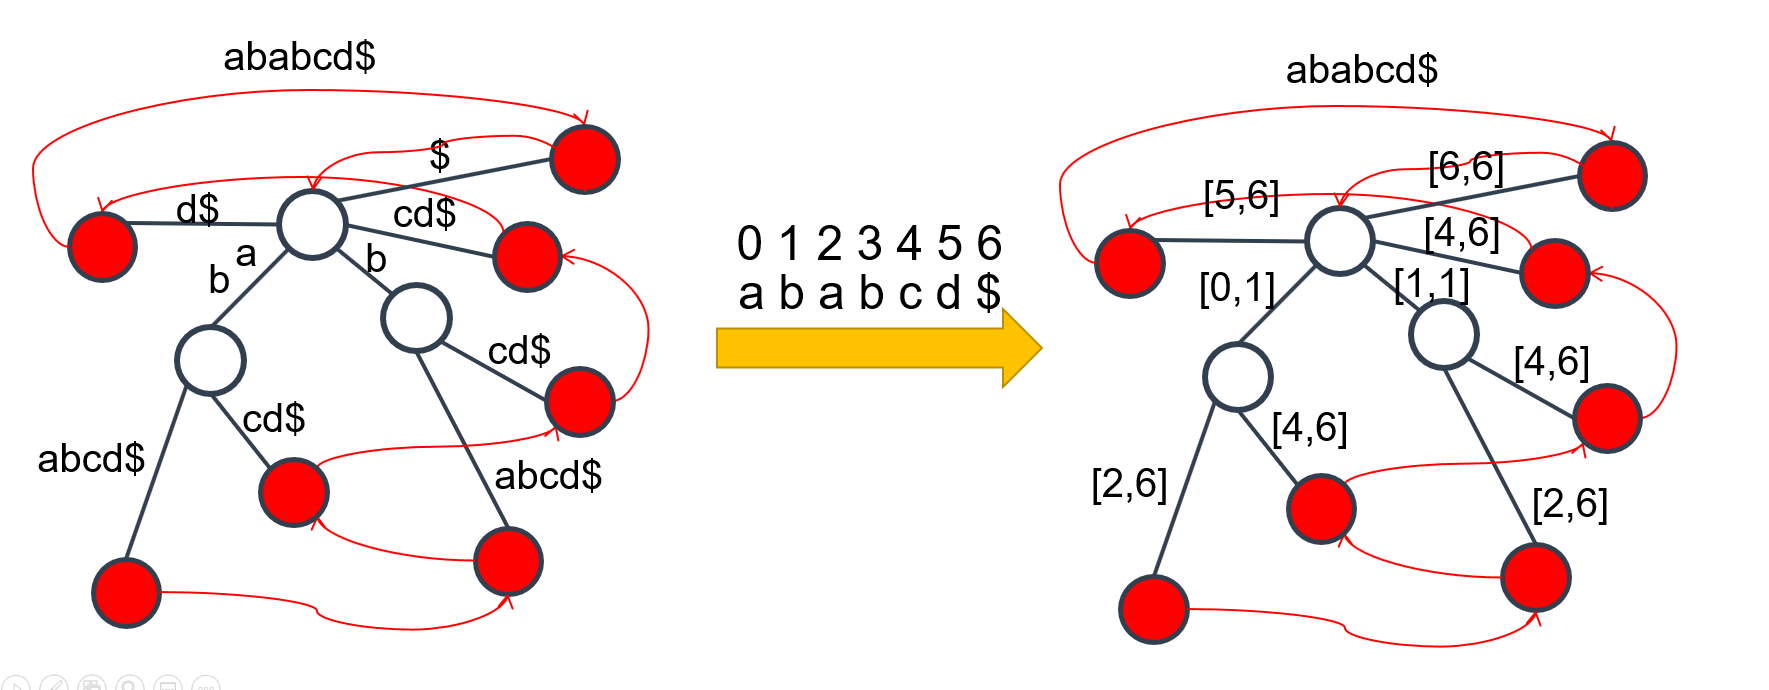 ababcd$
$
d$
cd$
a
b
b
cd$
cd$
abcd$
abcd$
0 1 2 3 4 5 6
a b a b c d $
ababcd$
[6,6]
[5,6]
[4,6]
[0,1]
[1,1]
[4,6]
[4,6]
[2,6]
[2,6]